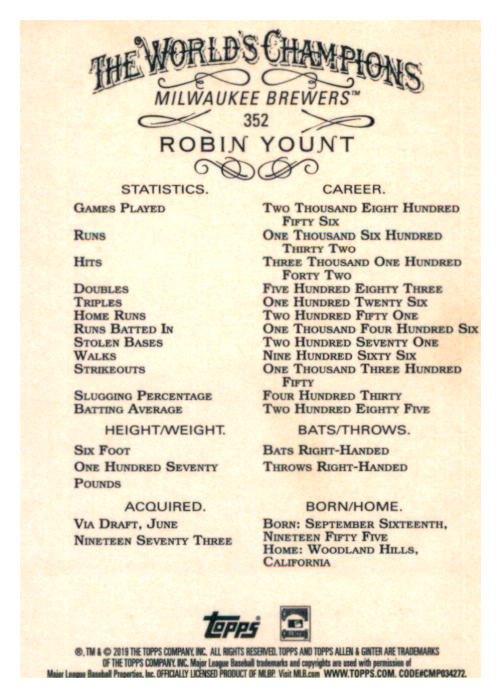 THE WORLD'S CHAMPIONS
MILWAUKEE BREWERS™
352
ROBIN YOUNT
STATISTICS. CAREER.
GAMES PLAYED TWO THOUSAND EIGHT HUNDRED
FIFTY SIX
RUNS ONE THOUSAND SIX HUNDRED
THIRTY TWO
HITS THREE THOUSAND ONE HUNDRED
FORTY TWO
DOUBLES FIVE HUNDRED EIGHTY THREE
TRIPLES ONE HUNDRED TWENTY SIX
HOME RUNS TWO HUNDRED FIFTY ONE
RUNS BATTED IN ONE THOUSAND FOUR HUNDRED SIX
STOLEN BASES TWO HUNDRED SEVENTY ONE
WALKS NINE HUNDRED SIXTY SIX
STRIKEOUTS ONE THOUSAND THREE HUNDRED
FIFTY
SLUGGING PERCENTAGE FOUR HUNDRED THIRTY
BATTING AVERAGE TWO HUNDRED EIGHTY FIVE
HEIGHT/WEIGHT. BATS/THROWS.
SIX FOOT BATS RIGHT-HANDED
ONE HUNDRED SEVENTY THROWS RIGHT-HANDED
POUNDS
ACQUIRED. BORN/HOME.
VIA DRAFT, JUNE BORN: SEPTEMBER SIXTEENTH,
NINETEEN SEVENTY THREE NINETEEN FIFTY FIVE
HOME: WOODLAND HILLS,
CALIFORNIA
Topps
®, TM & © 2019 THE TOPPS COMPANY, INC. ALL RIGHTS RESERVED. TOPPS AND TOPPS ALLEN & GINTER ARE TRADEMARKS
OF THE TOPPS COMPANY, INC. Major League Baseball trademarks and copyrights are used with permission of
Major League Baseball Properties, Inc. OFFICIALLY LICENSED PRODUCT OF MLBP. Visit MLB.com WWW.TOPPS.COM. CODE#CMP034272.